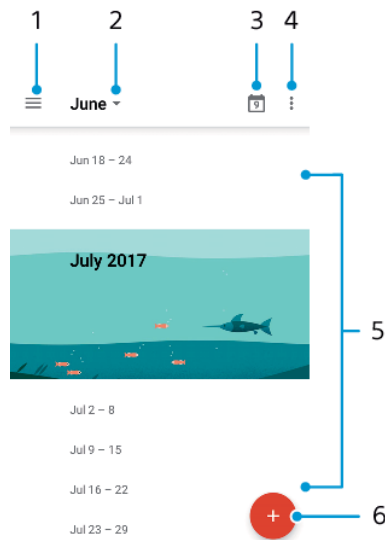 1 2 3 4
June
9
Jun 18 – 24
Jun 25 – Jul 1
July 2017
5
Jul 2 – 8
Jul 9 – 15
Jul 16 – 22
+ 6
Jul 23 – 29